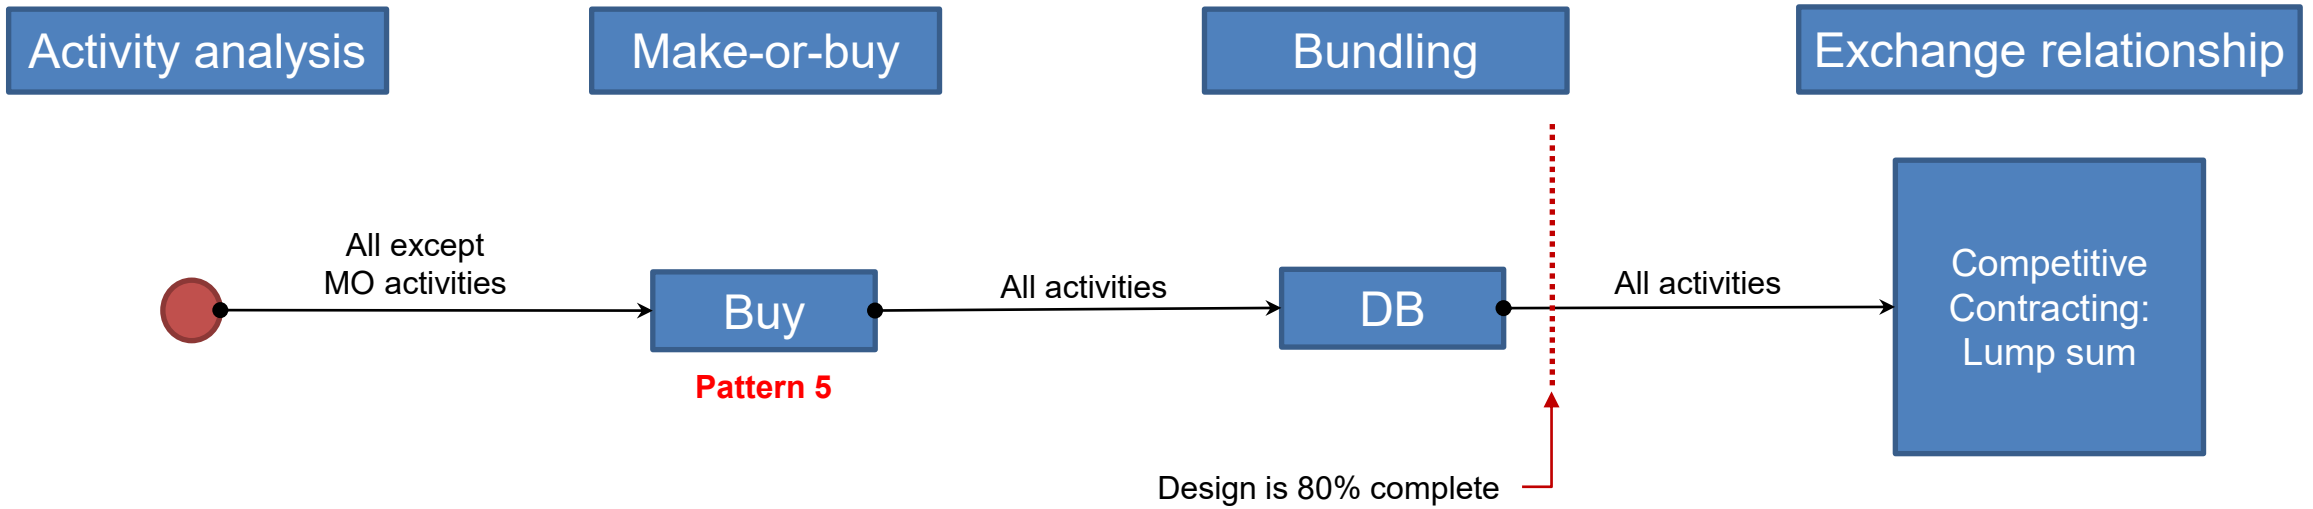 Activity analysis
Make-or-buy
Bundling
Exchange relationship
All except
MO activities
Buy
Pattern 5
All activities
DB
All activities
Competitive
Contracting:
Lump sum
Design is 80% complete